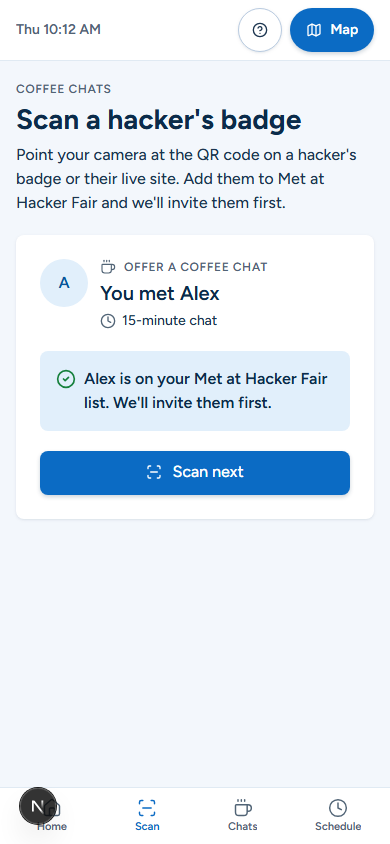 Thu 10:12 AM
Map
COFFEE CHATS
Scan a hacker's badge
Point your camera at the QR code on a hacker's
badge or their live site. Add them to Met at
Hacker Fair and we'll invite them first.
A
OFFER A COFFEE CHAT
You met Alex
15-minute chat
Alex is on your Met at Hacker Fair
list. We'll invite them first.
Scan next
N
Home
Scan
Chats
Schedule